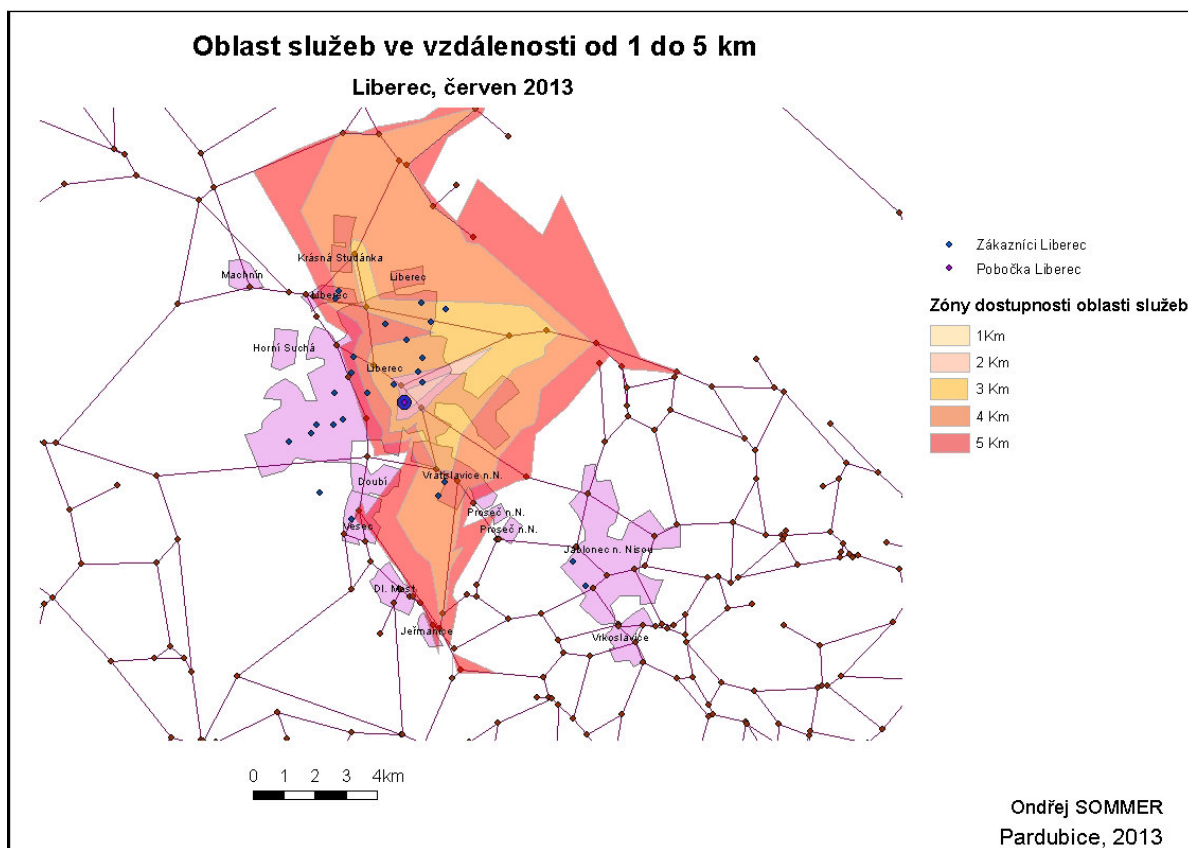 Oblast služeb ve vzdálenosti od 1 do 5 km
Liberec, červen 2013
Krásná Studánka
Machnín
Liberec
Liberec
Horní Suchá
Liberec
Doubí
Vratislavice n.N.
Vesec
Proseč n.N.
Proseč n.N.
Jablonec n. Nisou
Dl. Most
Jeřmanice
Vrkoslavice
Zákazníci Liberec
Pobočka Liberec
Zóny dostupnosti oblasti služeb
1Km
2 Km
3 Km
4 Km
5 Km
0 1 2 3 4km
Ondřej SOMMER
Pardubice, 2013